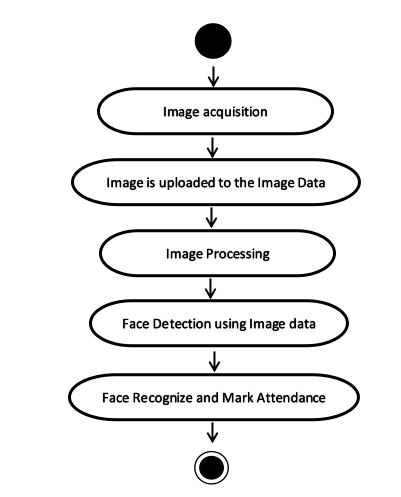 Image acquisition
Image is uploaded to the Image Data
Image Processing
Face Detection using Image data
Face Recognize and Mark Attendance